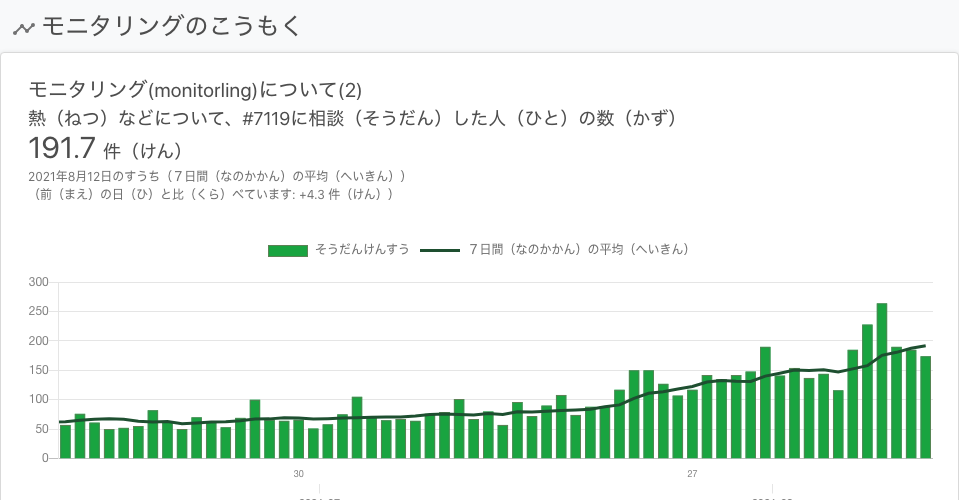 モニタリングのこうもく
モニタリング(monitorling)について(2)
熱（ねつ）などについて、#7119に相談（そうだん）した人（ひと）の数（かず）
191.7 件（けん）
2021年8月12日のすうち（７日間（なのかかん）の平均（へいきん））
（前（まえ）の日（ひ）と比（くら）べています: +4.3 件（けん））
そうだんけんすう ７日間（なのかかん）の平均（へいきん）
300
250
200
150
100
50
0
30 27